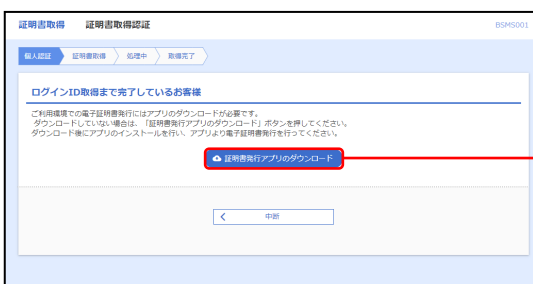 証明書取得 証明書取得認証 BSMS001
個人認証 証明書取得 処理中 取得完了
ログインID取得まで完了しているお客様
ご利用環境での電子証明書発行にはアプリのダウンロードが必要です。
ダウンロードしていない場合は、「証明書発行アプリのダウンロード」ボタンを押してください。
ダウンロード後にアプリのインストールを行い、アプリより電子証明書発行を行ってください。
証明書発行アプリのダウンロード
中断